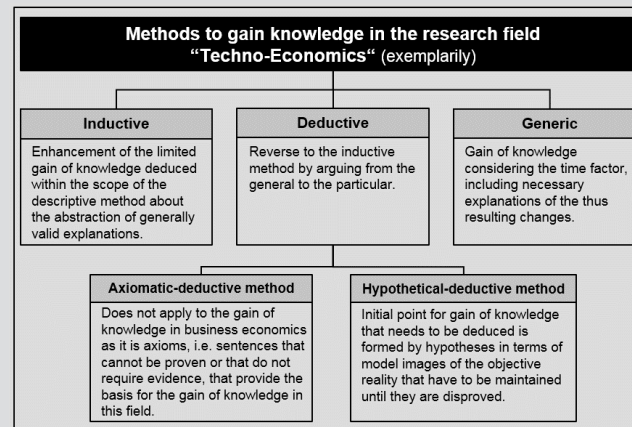 Methods to gain knowledge in the research field
“Techno-Economics“ (exemplarily)
Inductive
Enhancement of the limited
gain of knowledge deduced
within the scope of the
descriptive method about
the abstraction of generally
valid explanations.
Deductive
Reverse to the inductive
method by arguing from the
general to the particular.
Generic
Gain of knowledge
considering the time factor,
including necessary
explanations of the thus
resulting changes.
Axiomatic-deductive method
Does not apply to the gain of
knowledge in business economics
as it is axioms, i.e. sentences that
cannot be proven or that do not
require evidence, that provide the
basis for the gain of knowledge in
this field.
Hypothetical-deductive method
Initial point for gain of knowledge
that needs to be deduced is
formed by hypotheses in terms of
model images of the objective
reality that have to be maintained
until they are disproved.